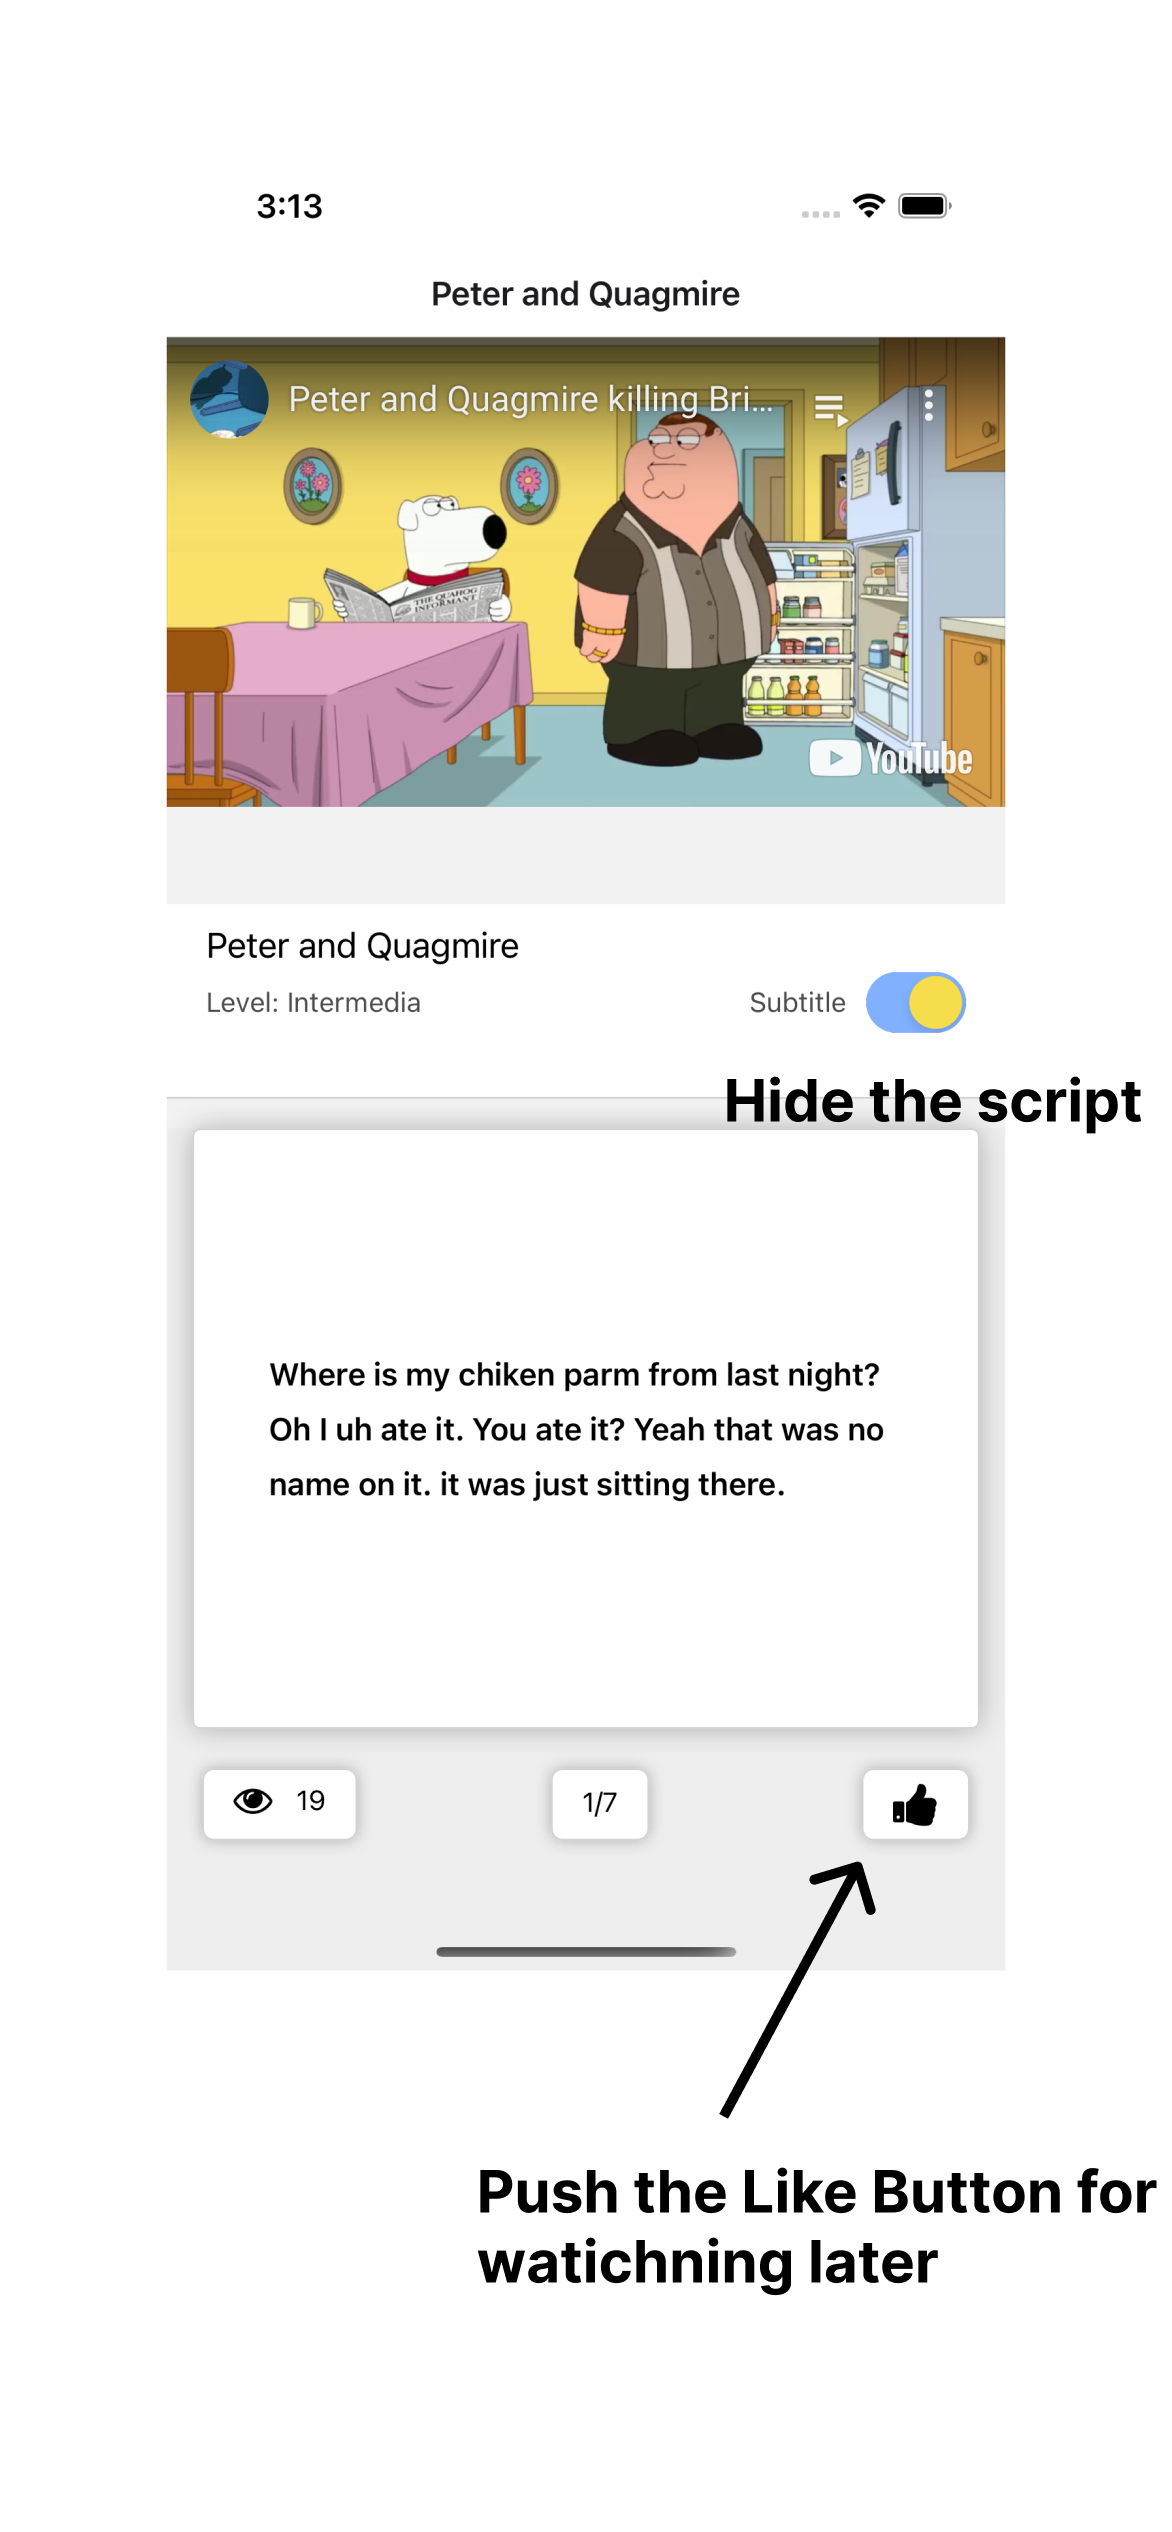 3:13
Peter and Quagmire
Peter and Quagmire killing Bri...
THE QUAHOG
INFORMANT
YouTube
Peter and Quagmire
Level: Intermedia
Subtitle
Hide the script
Where is my chiken parm from last night?
Oh I uh ate it. You ate it? Yeah that was no
name on it. it was just sitting there.
19
1/7
Push the Like Button for
watichning later